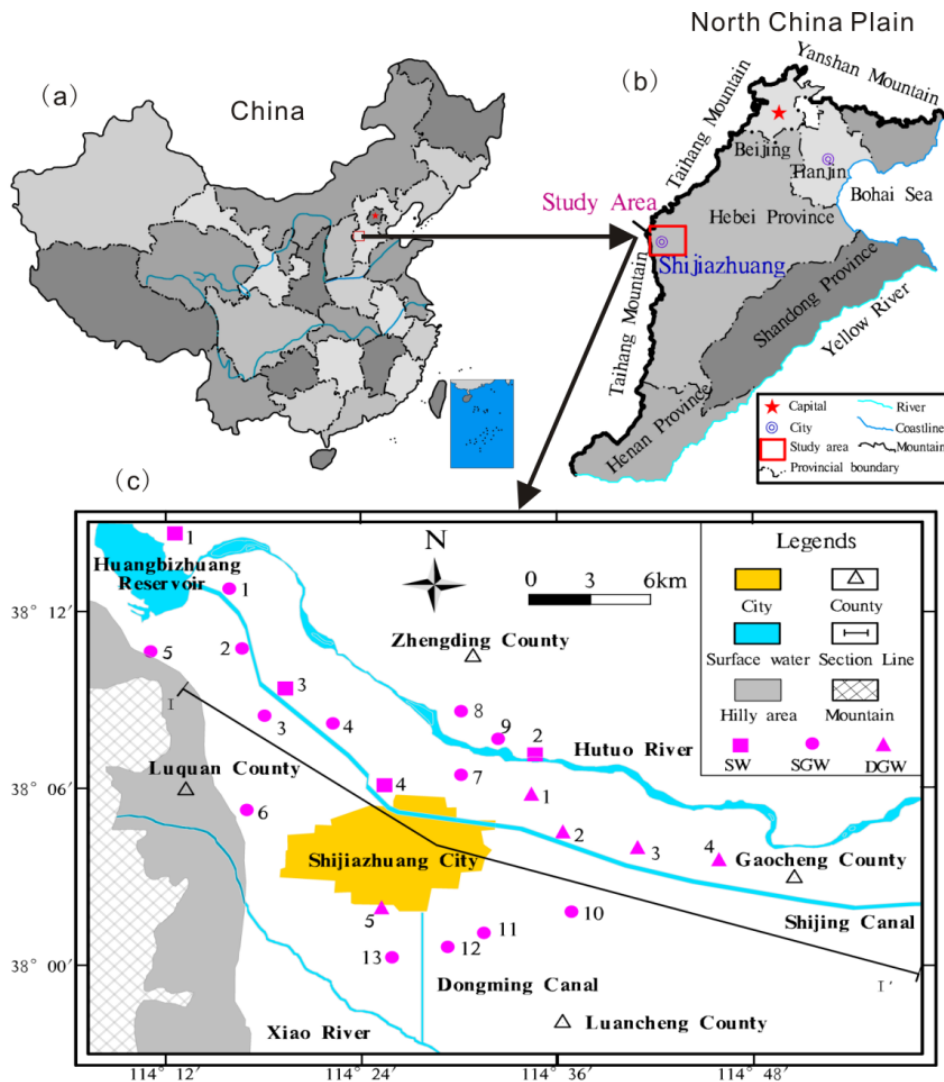 North China Plain
(a)
China
(b)
Yanshan Mountain
Taihang Mountain
Beijing
Tianjin
Bohai Sea
Study Area
Hebei Province
Shijiazhuang
Taihang Mountain
Shandong Province
Yellow River
Henan Province
Capital
River
City
Coastline
Study area
Mountain
Provincial boundary
(c)
Huangbizhuang
Reservoir
1
1
N
0 3 6km
Legends
City
County
Surface water
Section Line
Hilly area
Mountain
SW
SGW
DGW
38° 12′
38° 06′
38° 00′
5
2
3
3
4
I
Zhengding County
8
9
2
Hutuo River
7
1
Luquan County
4
6
2
3
4
Gaocheng County
Shijiazhuang City
Shijing Canal
5
10
11
12
13
Dongming Canal
I′
Xiao River
Luancheng County
114° 12′
114° 24′
114° 36′
114° 48′